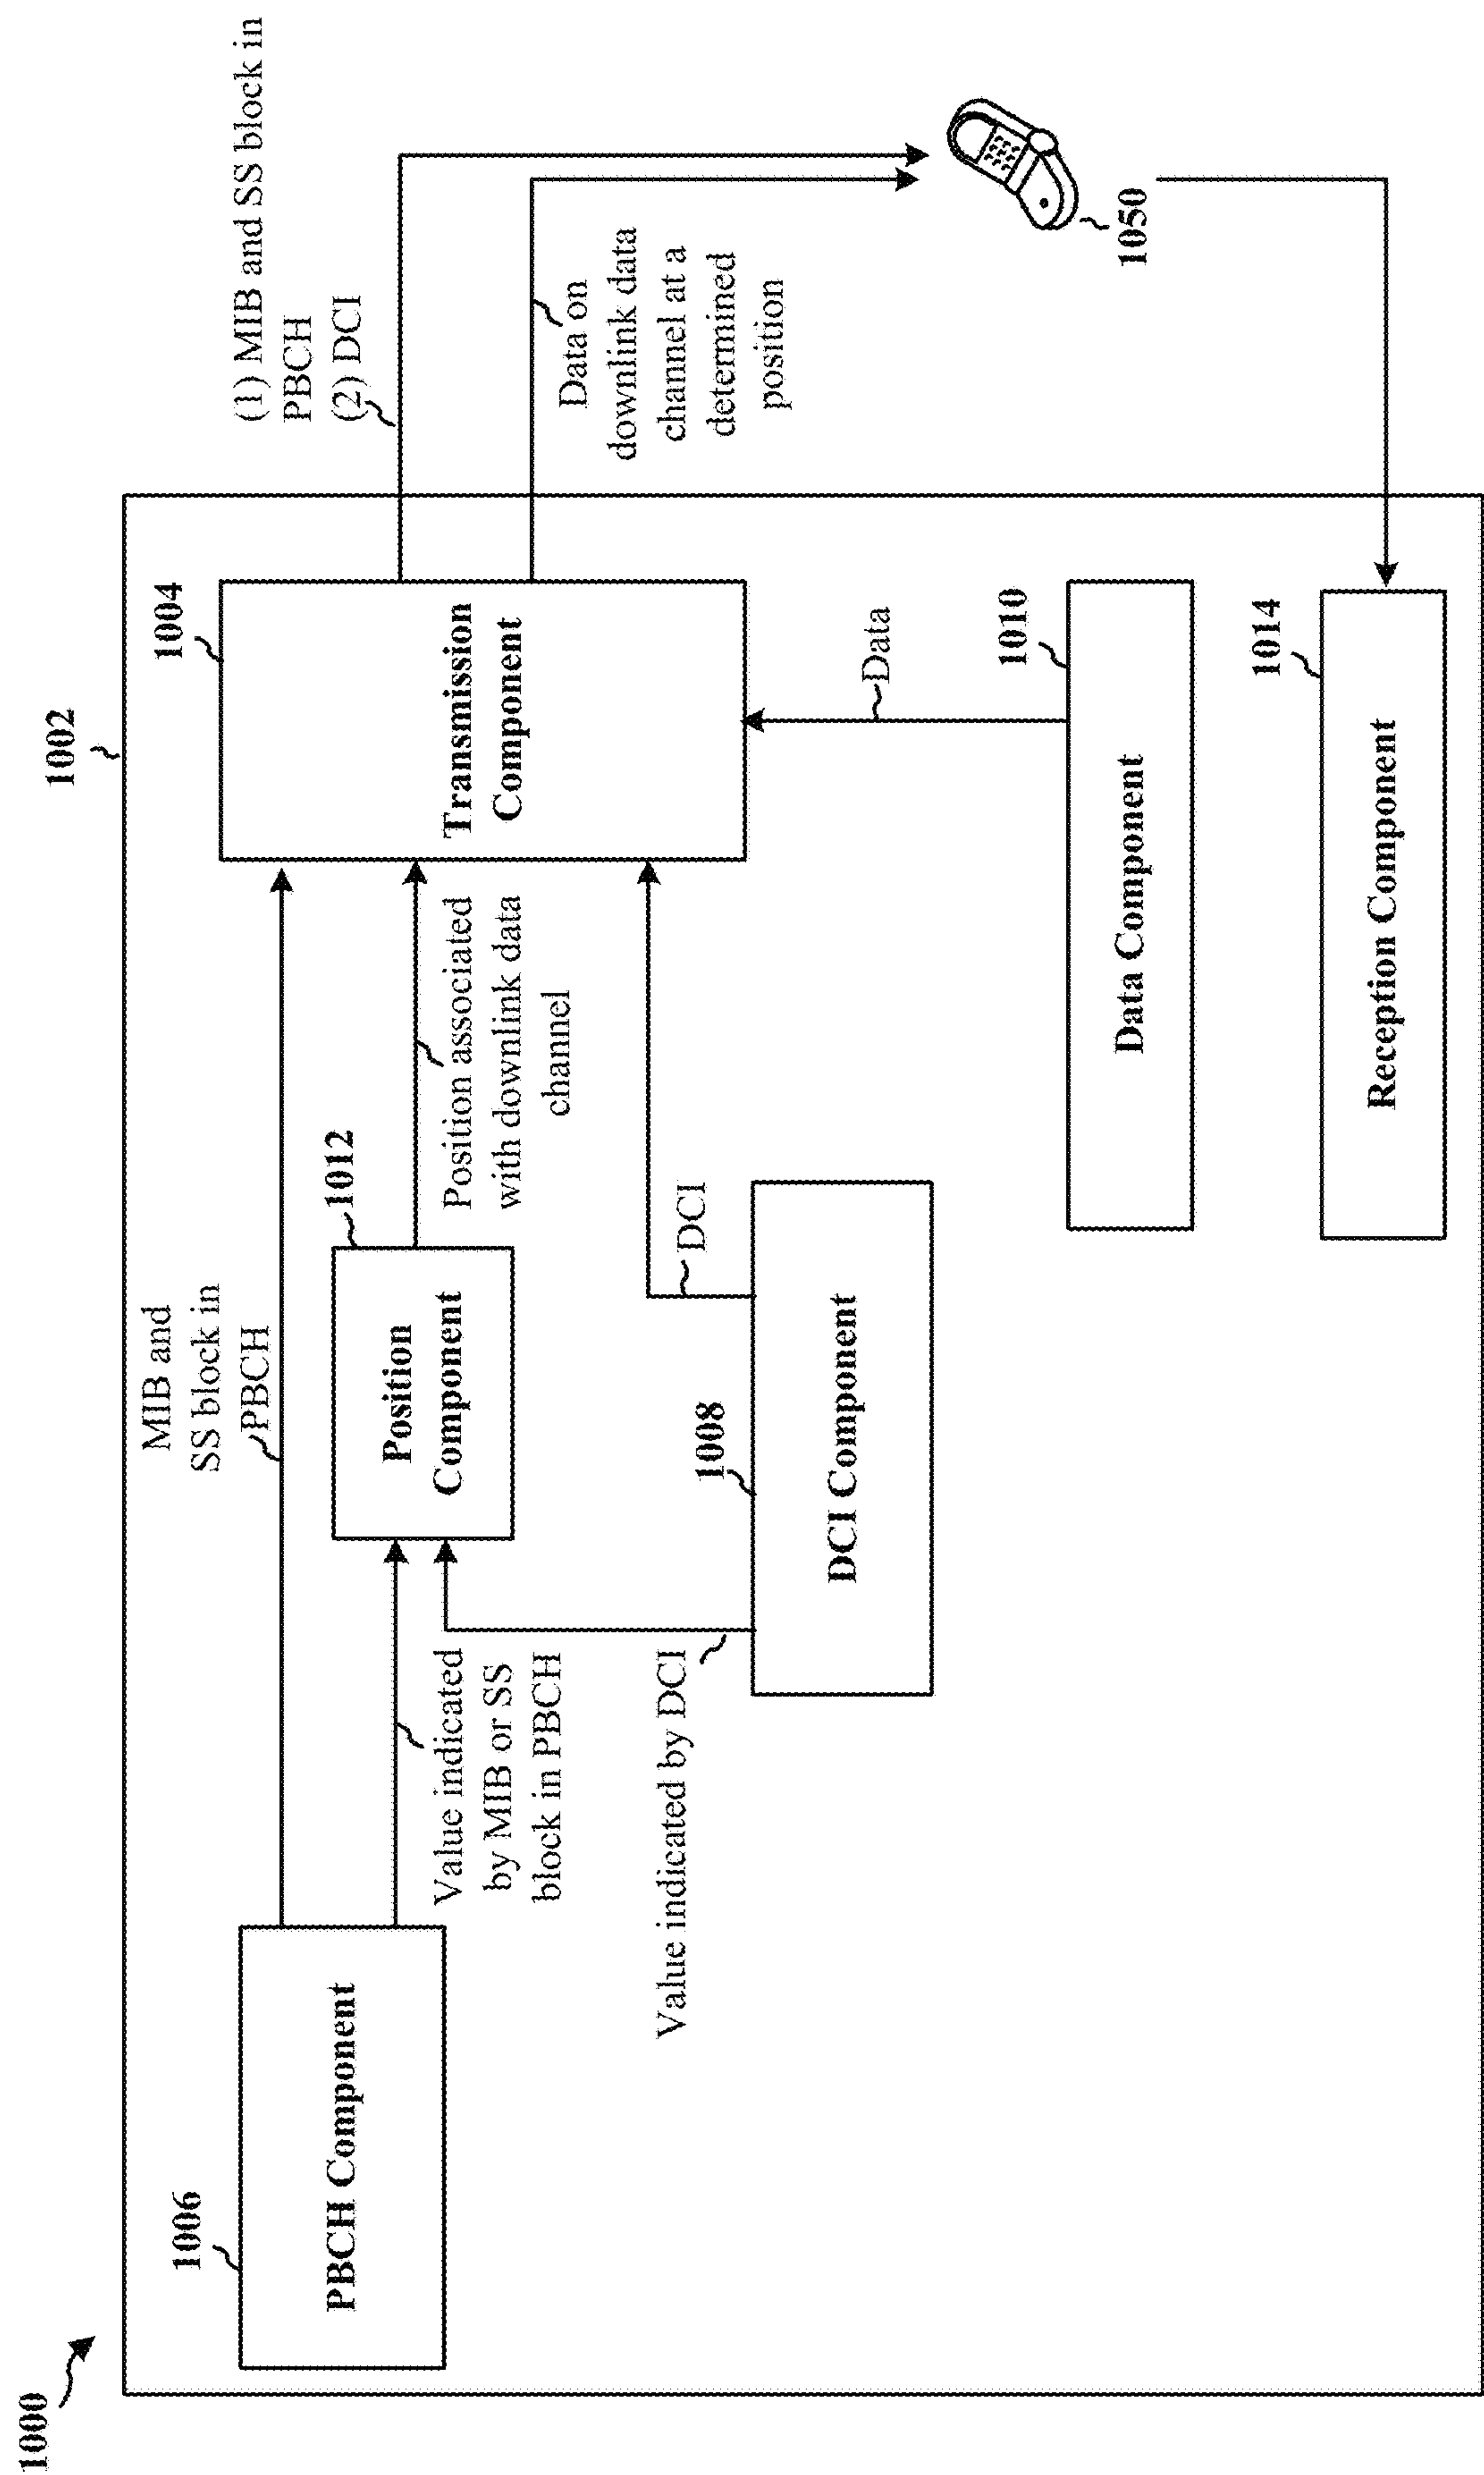 1000
1002
1006
PBCH Component
MIB and
SS block in
PBCH
Value indicated
by MIB or SS
block in PBCH
Value indicated by DCI
1012
Position
Component
Position associated
with downlink data
channel
1008
DCI Component
DCI
1004
Transmission
Component
Data
1010
Data Component
1014
Reception Component
(1) MIB and SS block in
PBCH
(2) DCI
Data on
downlink data
channel at a
determined
position
1050